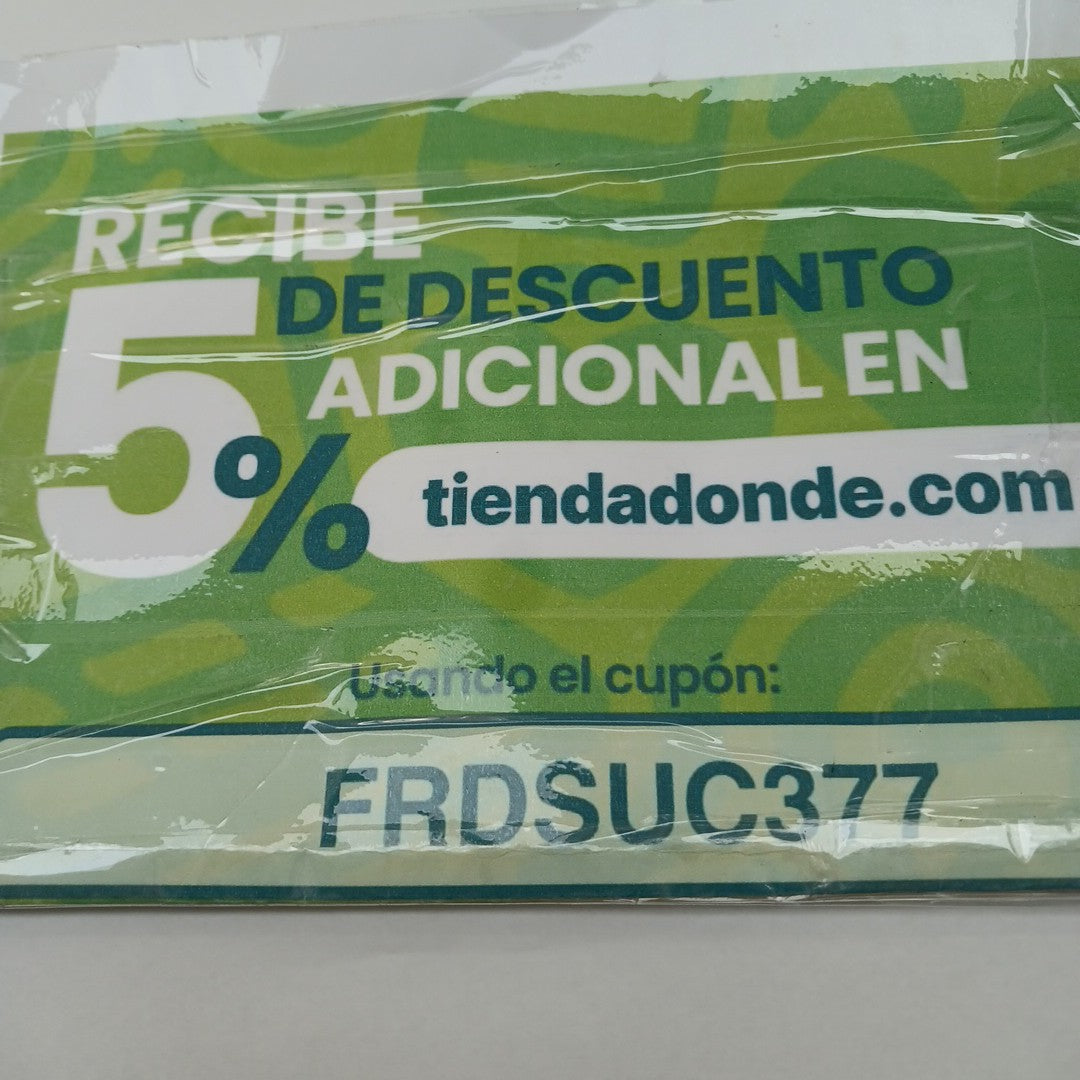 RECIBE
5% DE DESCUENTO
ADICIONAL EN
tiendadonde.com
Usando el cupón:
FRDSUC377